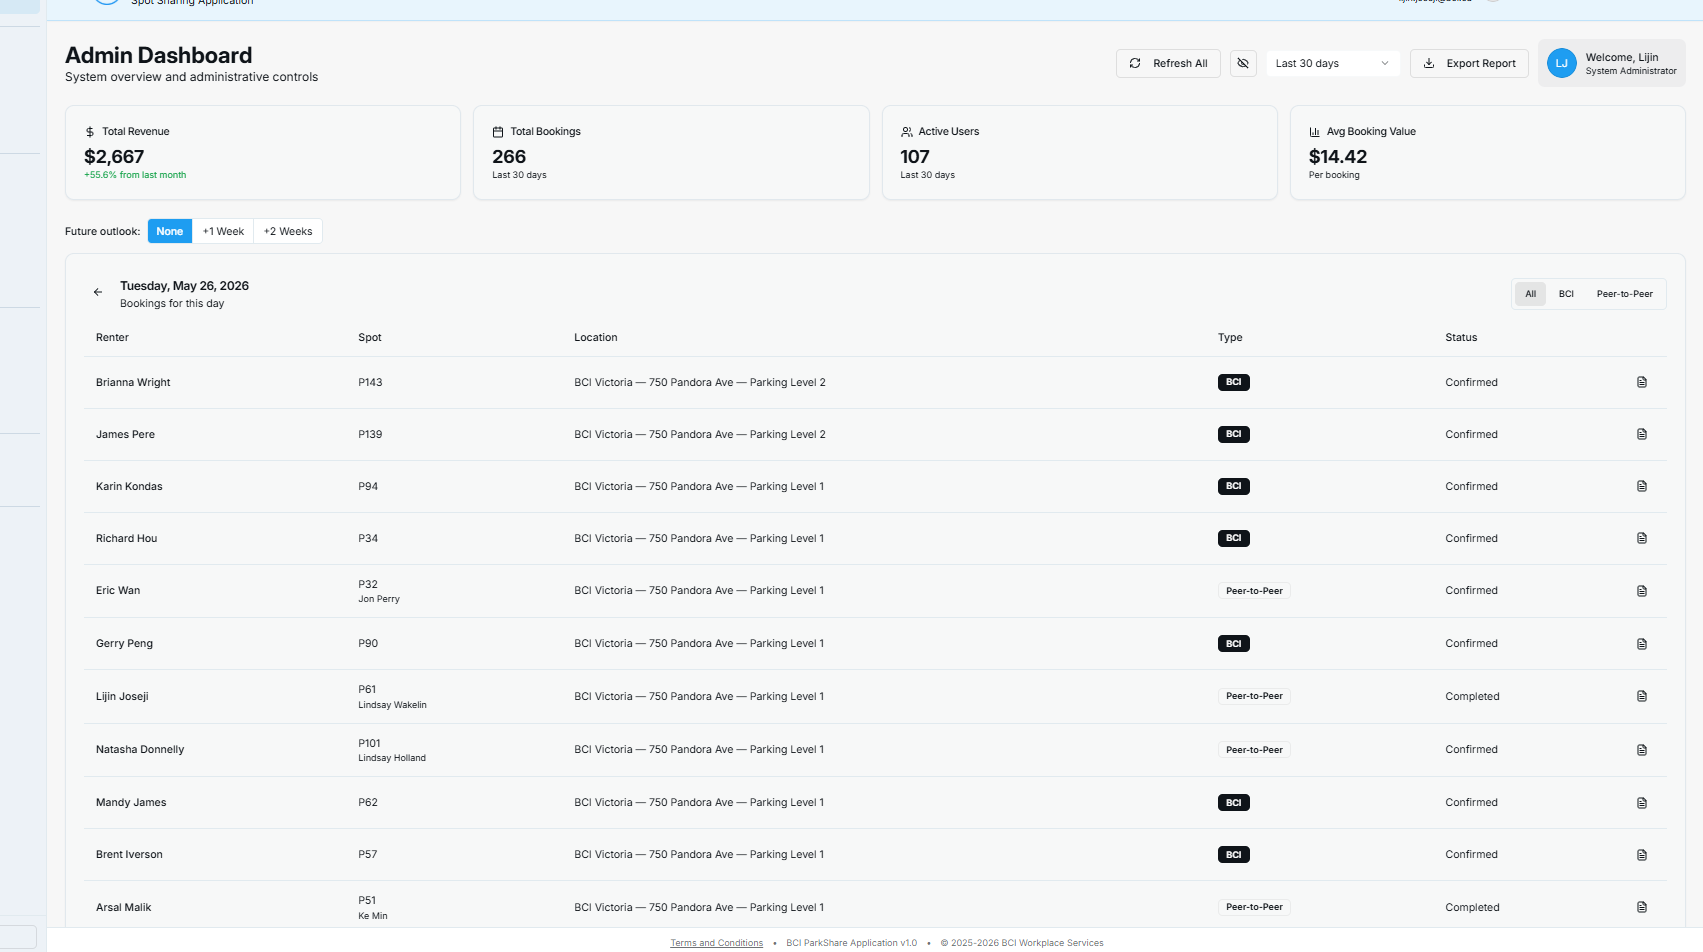 Spot Sharing Application
Admin Dashboard
System overview and administrative controls
Refresh All
Last 30 days
Export Report
LJ
Welcome, Lijin
System Administrator
Total Revenue
$2,667
+55.6% from last month
Total Bookings
266
Last 30 days
Active Users
107
Last 30 days
Avg Booking Value
$14.42
Per booking
Future outlook: None +1 Week +2 Weeks
Tuesday, May 26, 2026
Bookings for this day
All BCI Peer-to-Peer
Renter Spot Location Type Status
Brianna Wright P143 BCI Victoria — 750 Pandora Ave — Parking Level 2 BCI Confirmed
James Pere P139 BCI Victoria — 750 Pandora Ave — Parking Level 2 BCI Confirmed
Karin Kondas P94 BCI Victoria — 750 Pandora Ave — Parking Level 1 BCI Confirmed
Richard Hou P34 BCI Victoria — 750 Pandora Ave — Parking Level 1 BCI Confirmed
Eric Wan P32 Jon Perry BCI Victoria — 750 Pandora Ave — Parking Level 1 Peer-to-Peer Confirmed
Gerry Peng P90 BCI Victoria — 750 Pandora Ave — Parking Level 1 BCI Confirmed
Lijin Joseji P61 Lindsay Wakelin BCI Victoria — 750 Pandora Ave — Parking Level 1 Peer-to-Peer Completed
Natasha Donnelly P101 Lindsay Holland BCI Victoria — 750 Pandora Ave — Parking Level 1 Peer-to-Peer Confirmed
Mandy James P62 BCI Victoria — 750 Pandora Ave — Parking Level 1 BCI Confirmed
Brent Iverson P57 BCI Victoria — 750 Pandora Ave — Parking Level 1 BCI Confirmed
Arsal Malik P51 Ke Min BCI Victoria — 750 Pandora Ave — Parking Level 1 Peer-to-Peer Completed
Terms and Conditions • BCI ParkShare Application v1.0 • © 2025-2026 BCI Workplace Services